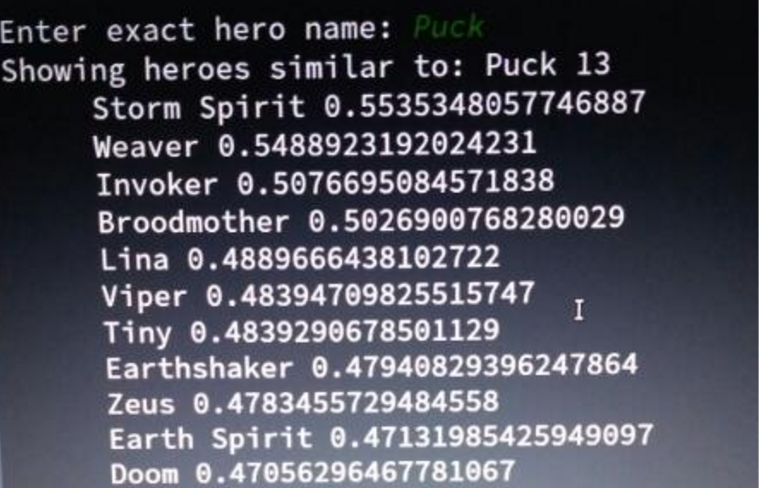 Enter exact hero name: Puck
Showing heroes similar to: Puck 13
Storm Spirit 0.5535348057746887
Weaver 0.5488923192024231
Invoker 0.5076695084571838
Broodmother 0.5026900768280029
Lina 0.4889666438102722
Viper 0.48394709825515747
Tiny 0.4839290678501129
Earthshaker 0.47940829396247864
Zeus 0.4783455729484558
Earth Spirit 0.47131985425949097
Doom 0.47056296467781067